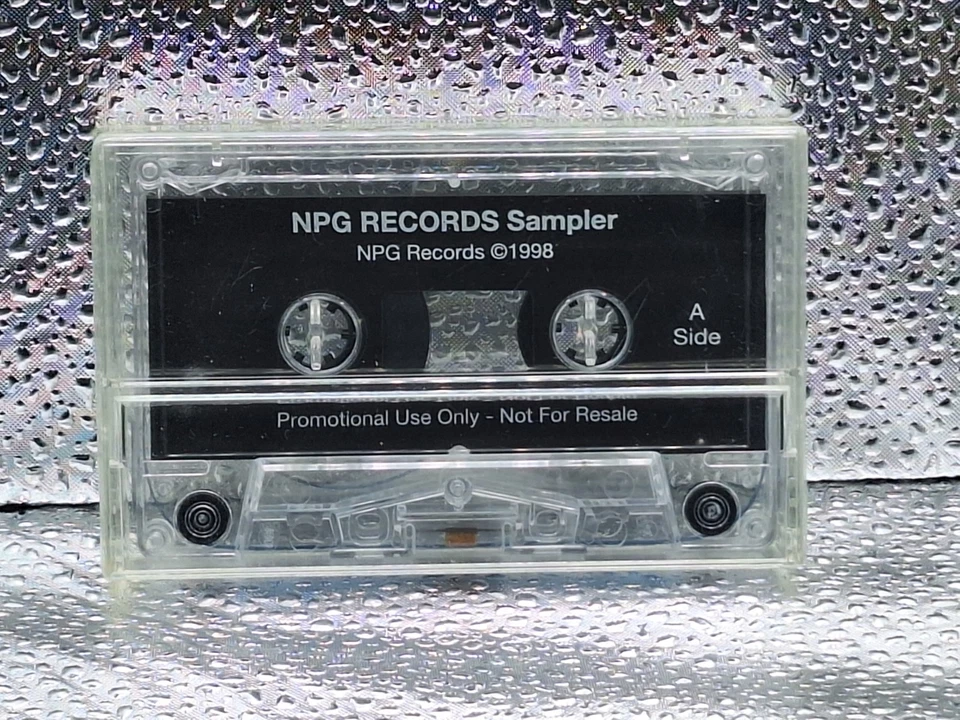 NPG RECORDS Sampler
NPG Records ©1998
A
Side
Promotional Use Only - Not For Resale